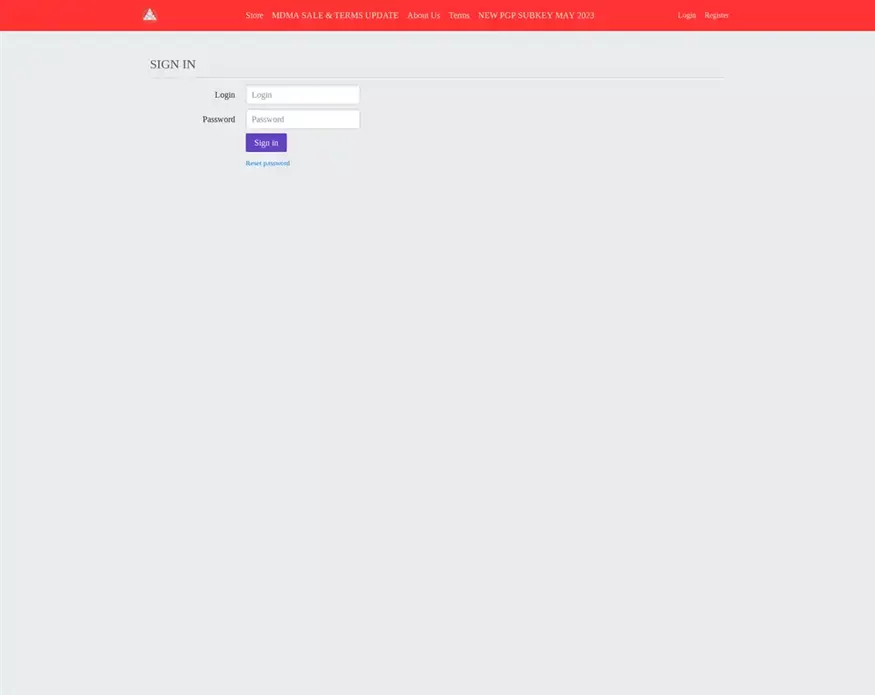 Store MDMA SALE & TERMS UPDATE About Us Terms NEW PGP SUBKEY MAY 2023 Login Register
SIGN IN
Login Login
Password Password
Sign in
Reset password